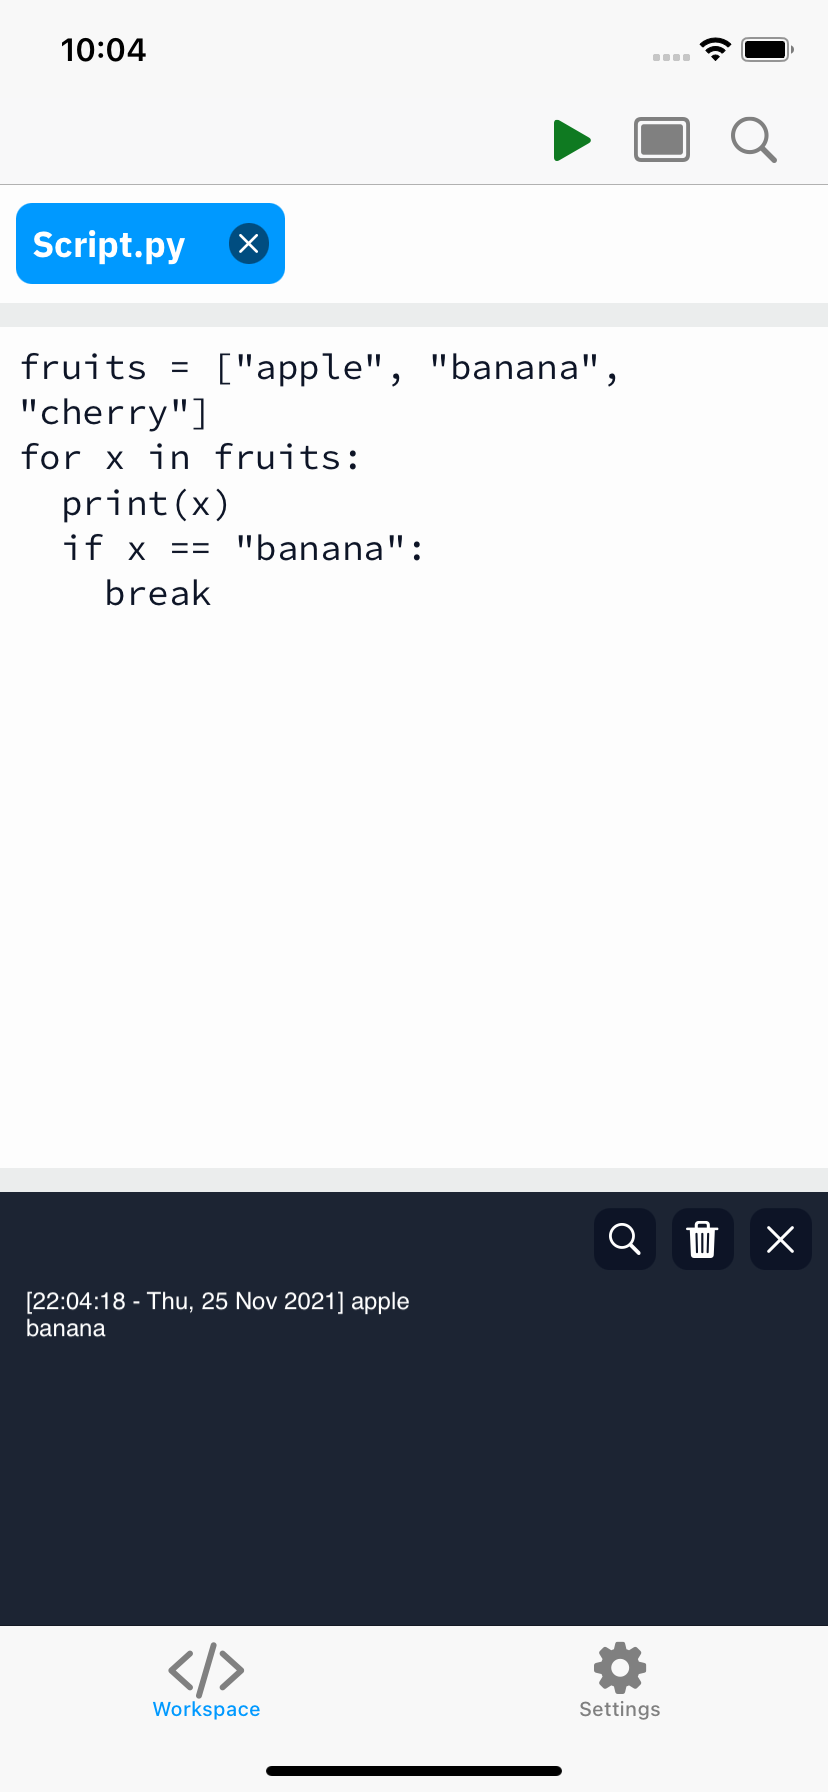 10:04
Script.py
fruits = ["apple", "banana",
"cherry"]
for x in fruits:
  print(x)
  if x == "banana":
    break
[22:04:18 - Thu, 25 Nov 2021] apple
banana
Workspace
Settings